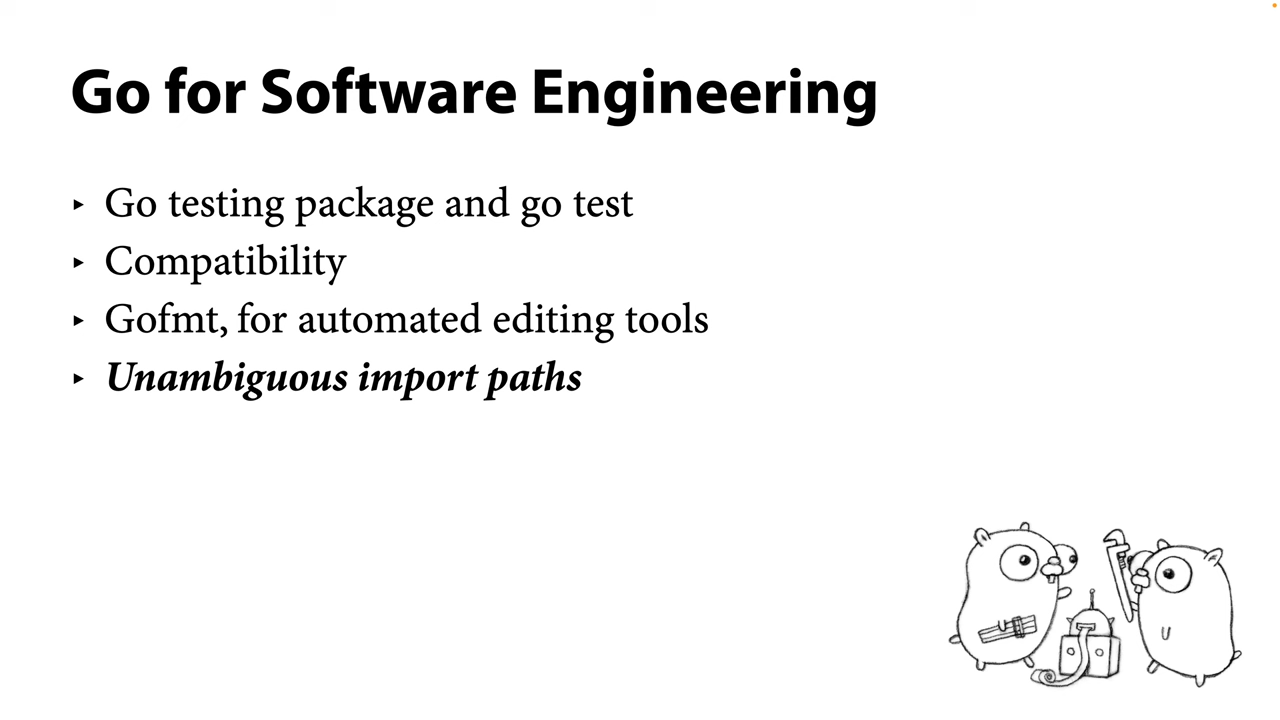 Go for Software Engineering
‣ Go testing package and go test
‣ Compatibility
‣ Gofmt, for automated editing tools
‣ Unambiguous import paths